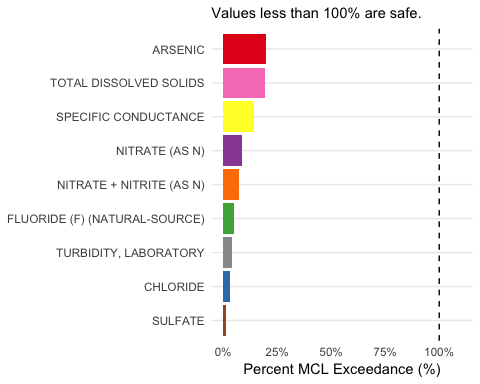 Values less than 100% are safe.
ARSENIC
TOTAL DISSOLVED SOLIDS
SPECIFIC CONDUCTANCE
NITRATE (AS N)
NITRATE + NITRITE (AS N)
FLUORIDE (F) (NATURAL-SOURCE)
TURBIDITY, LABORATORY
CHLORIDE
SULFATE
0% 25% 50% 75% 100%
Percent MCL Exceedance (%)